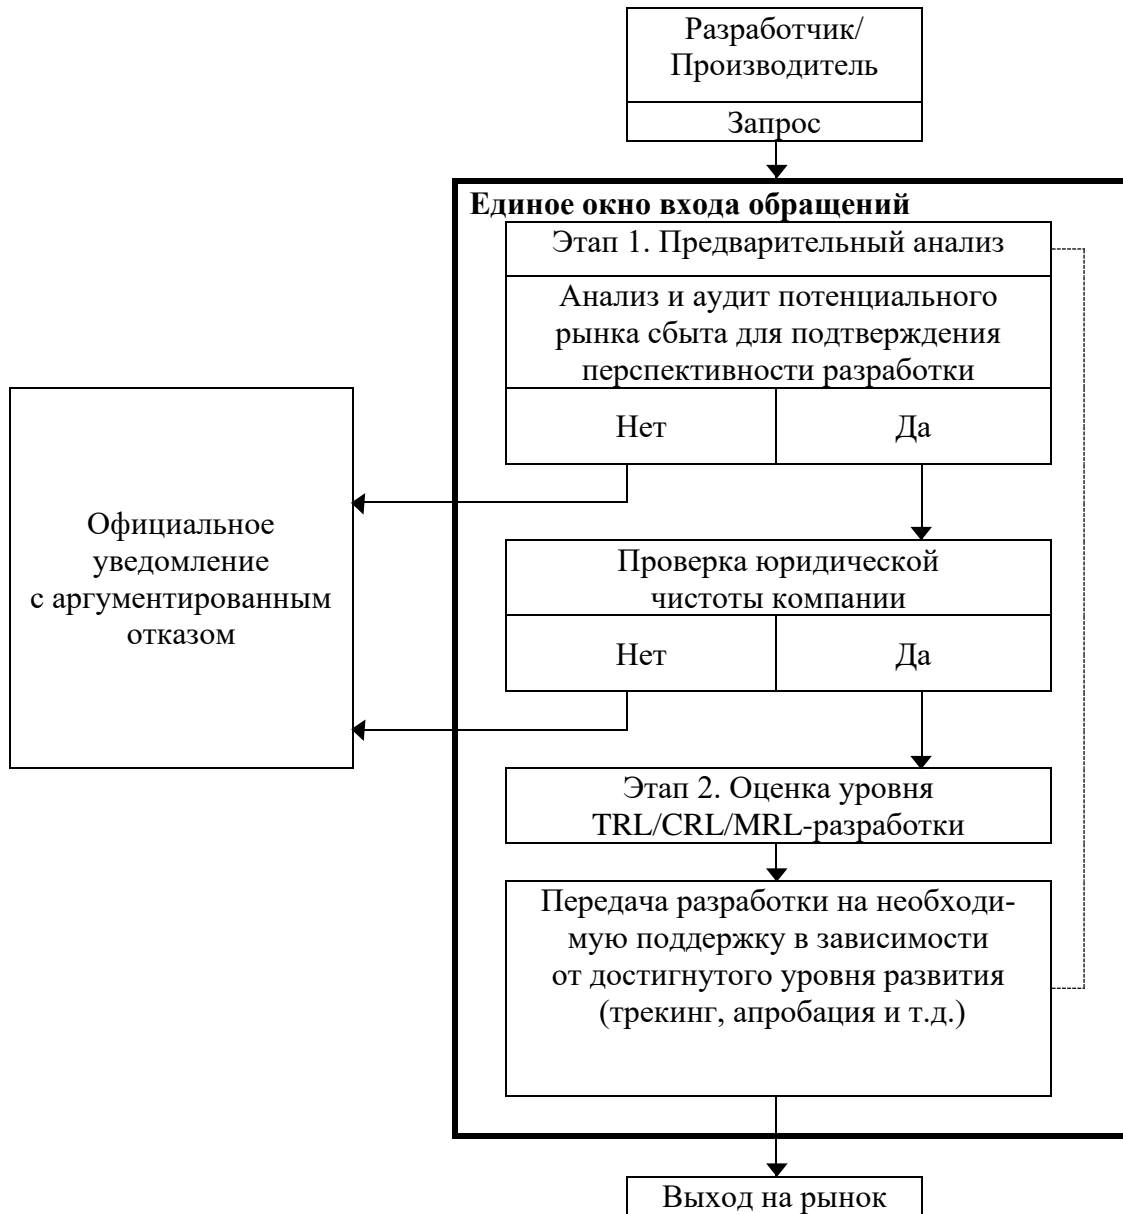 Разработчик/
Производитель
Запрос
Единое окно входа обращений
Этап 1. Предварительный анализ
Анализ и аудит потенциального
рынка сбыта для подтверждения
перспективности разработки
Нет
Да
Официальное
уведомление
с аргументированным
отказом
Проверка юридической
чистоты компании
Нет
Да
Этап 2. Оценка уровня
TRL/CRL/MRL-разработки
Передача разработки на необходи-
мую поддержку в зависимости
от достигнутого уровня развития
(трекинг, апробация и т.д.)
Выход на рынок